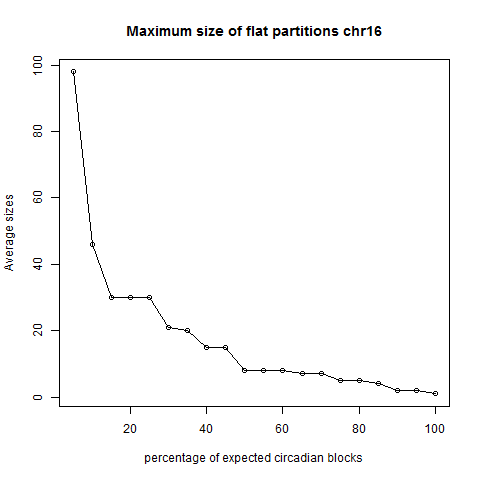 Maximum size of flat partitions chr16
Average sizes
100
80
60
40
20
0
20 40 60 80 100
percentage of expected circadian blocks